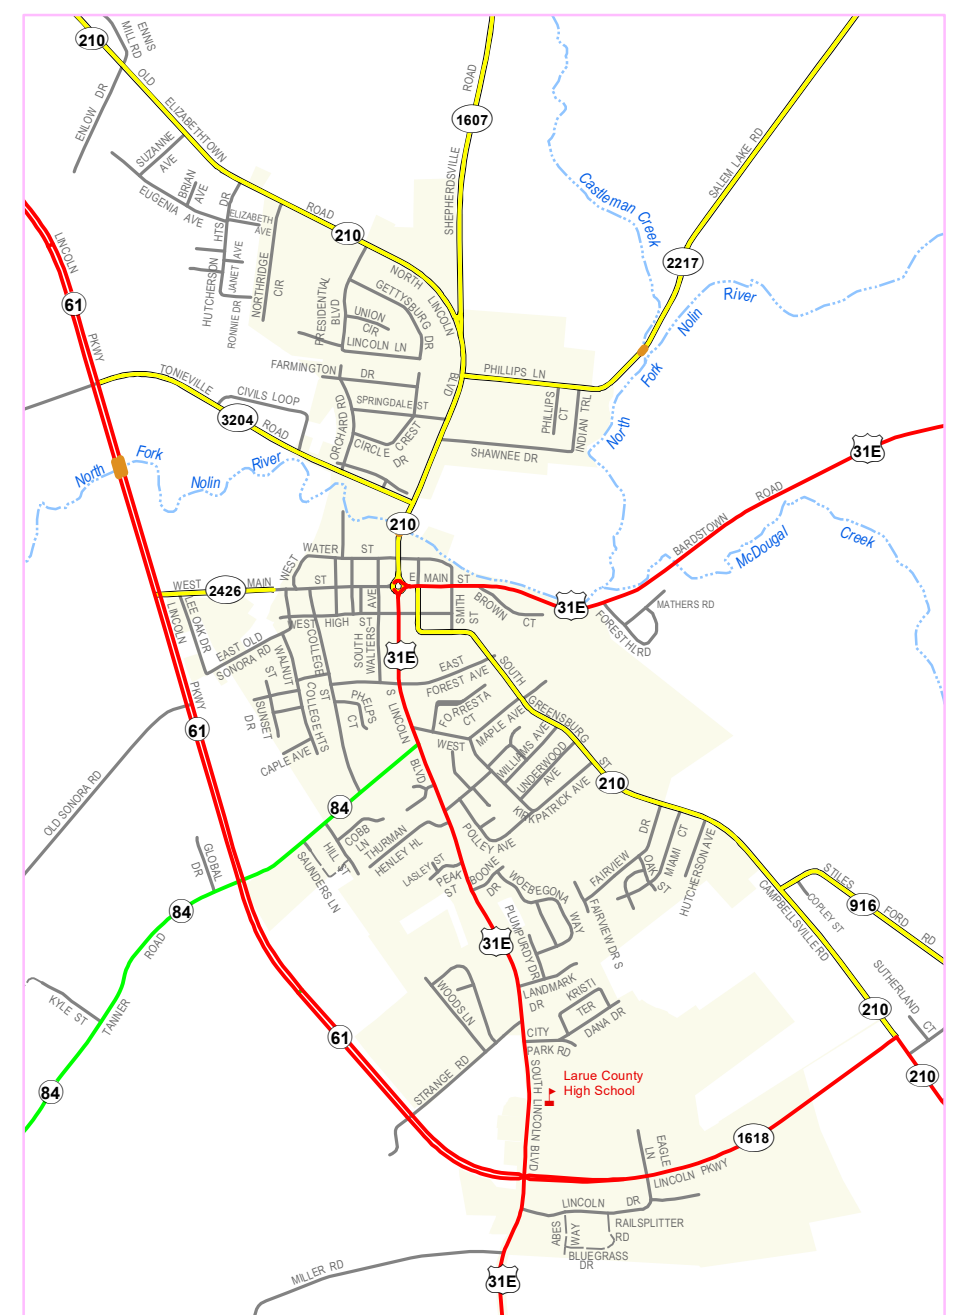 210
ENNIS
MILL RD
OLD
ELIZABETHTOWN
ROAD
ENLOW DR
SUZANNE
AVE
BRIAN
AVE
EUGENIA AVE
ELIZABETH
AVE
HUTCHERSON
HTS
DR
JANET AVE
RONNIE DR
NORTHRIDGE
CIR
210
SHEPHERDSVILLE
ROAD
1607
Castleman Creek
SALEM LAKE RD
2217
River
Nolin
Fork
North
LINCOLN
61
PKWY
NORTH
LINCOLN
BLVD
PRESIDENTIAL
BLVD
GETTYSBURG
DR
UNION
CIR
LINCOLN LN
FARMINGTON
DR
SPRINGDALE ST
ORCHARD RD
CIRCLE
CREST
DR
PHILLIPS LN
PHILLIPS
CT
INDIAN TRL
SHAWNEE DR
TONIEVILLE
3204
ROAD
CIVILS LOOP
North
Fork
Nolin
River
31E
BARDSTOWN
ROAD
McDougal
Creek
210
WATER
ST
WEST
WEST
2426
MAIN
ST
E
MAIN
ST
AVE
SMITH
ST
BROWN
CT
31E
MATHERS RD
FOREST HL RD
LINCOLN
PKWY
LEE OAK DR
EAST OLD
SONORA RD
WEST
HIGH
ST
SOUTH
WALTERS
31E
WALNUT
ST
COLLEGE
ST
COLLEGE HTS
SUNSET
DR
CAPLE AVE
PHELPS
CT
S
LINCOLN
BLVD
EAST
FOREST AVE
FORRESTA
CT
WEST
MAPLE AVE
WILLIAMS AVE
UNDERWOOD
AVE
KIRKPATRICK AVE
POLLEY AVE
SOUTH
GREENSBURG
ST
210
61
OLD SONORA RD
GLOBAL
DR
84
COBB
LN
HILL
ST
SAUNDERS LN
THURMAN
HENLEY HL
LASLEY ST
PEAK
ST
BOONE
DR
WOEBEGONA
WAY
PLUMPURDY DR
FAIRVIEW
DR
OAK
ST
MIAMI
CT
HUTCHERSON AVE
FAIRVIEW DR S
CAMPBELLSVILLE RD
COPLEY ST
STILES
916
FORD
RD
SUTHERLAND
CT
210
210
84
ROAD
TANNER
KYLE ST
84
31E
WOODS LN
LANDMARK
DR
KRISTI
TER
DANA DR
CITY
PARK RD
61
STRANGE RD
SOUTH
LINCOLN BLVD
Larue County
High School
1618
EAGLE
LN
LINCOLN PKWY
LINCOLN
DR
ABES
WAY
RAILSPLITTER
RD
BLUEGRASS
DR
MILLER RD
31E